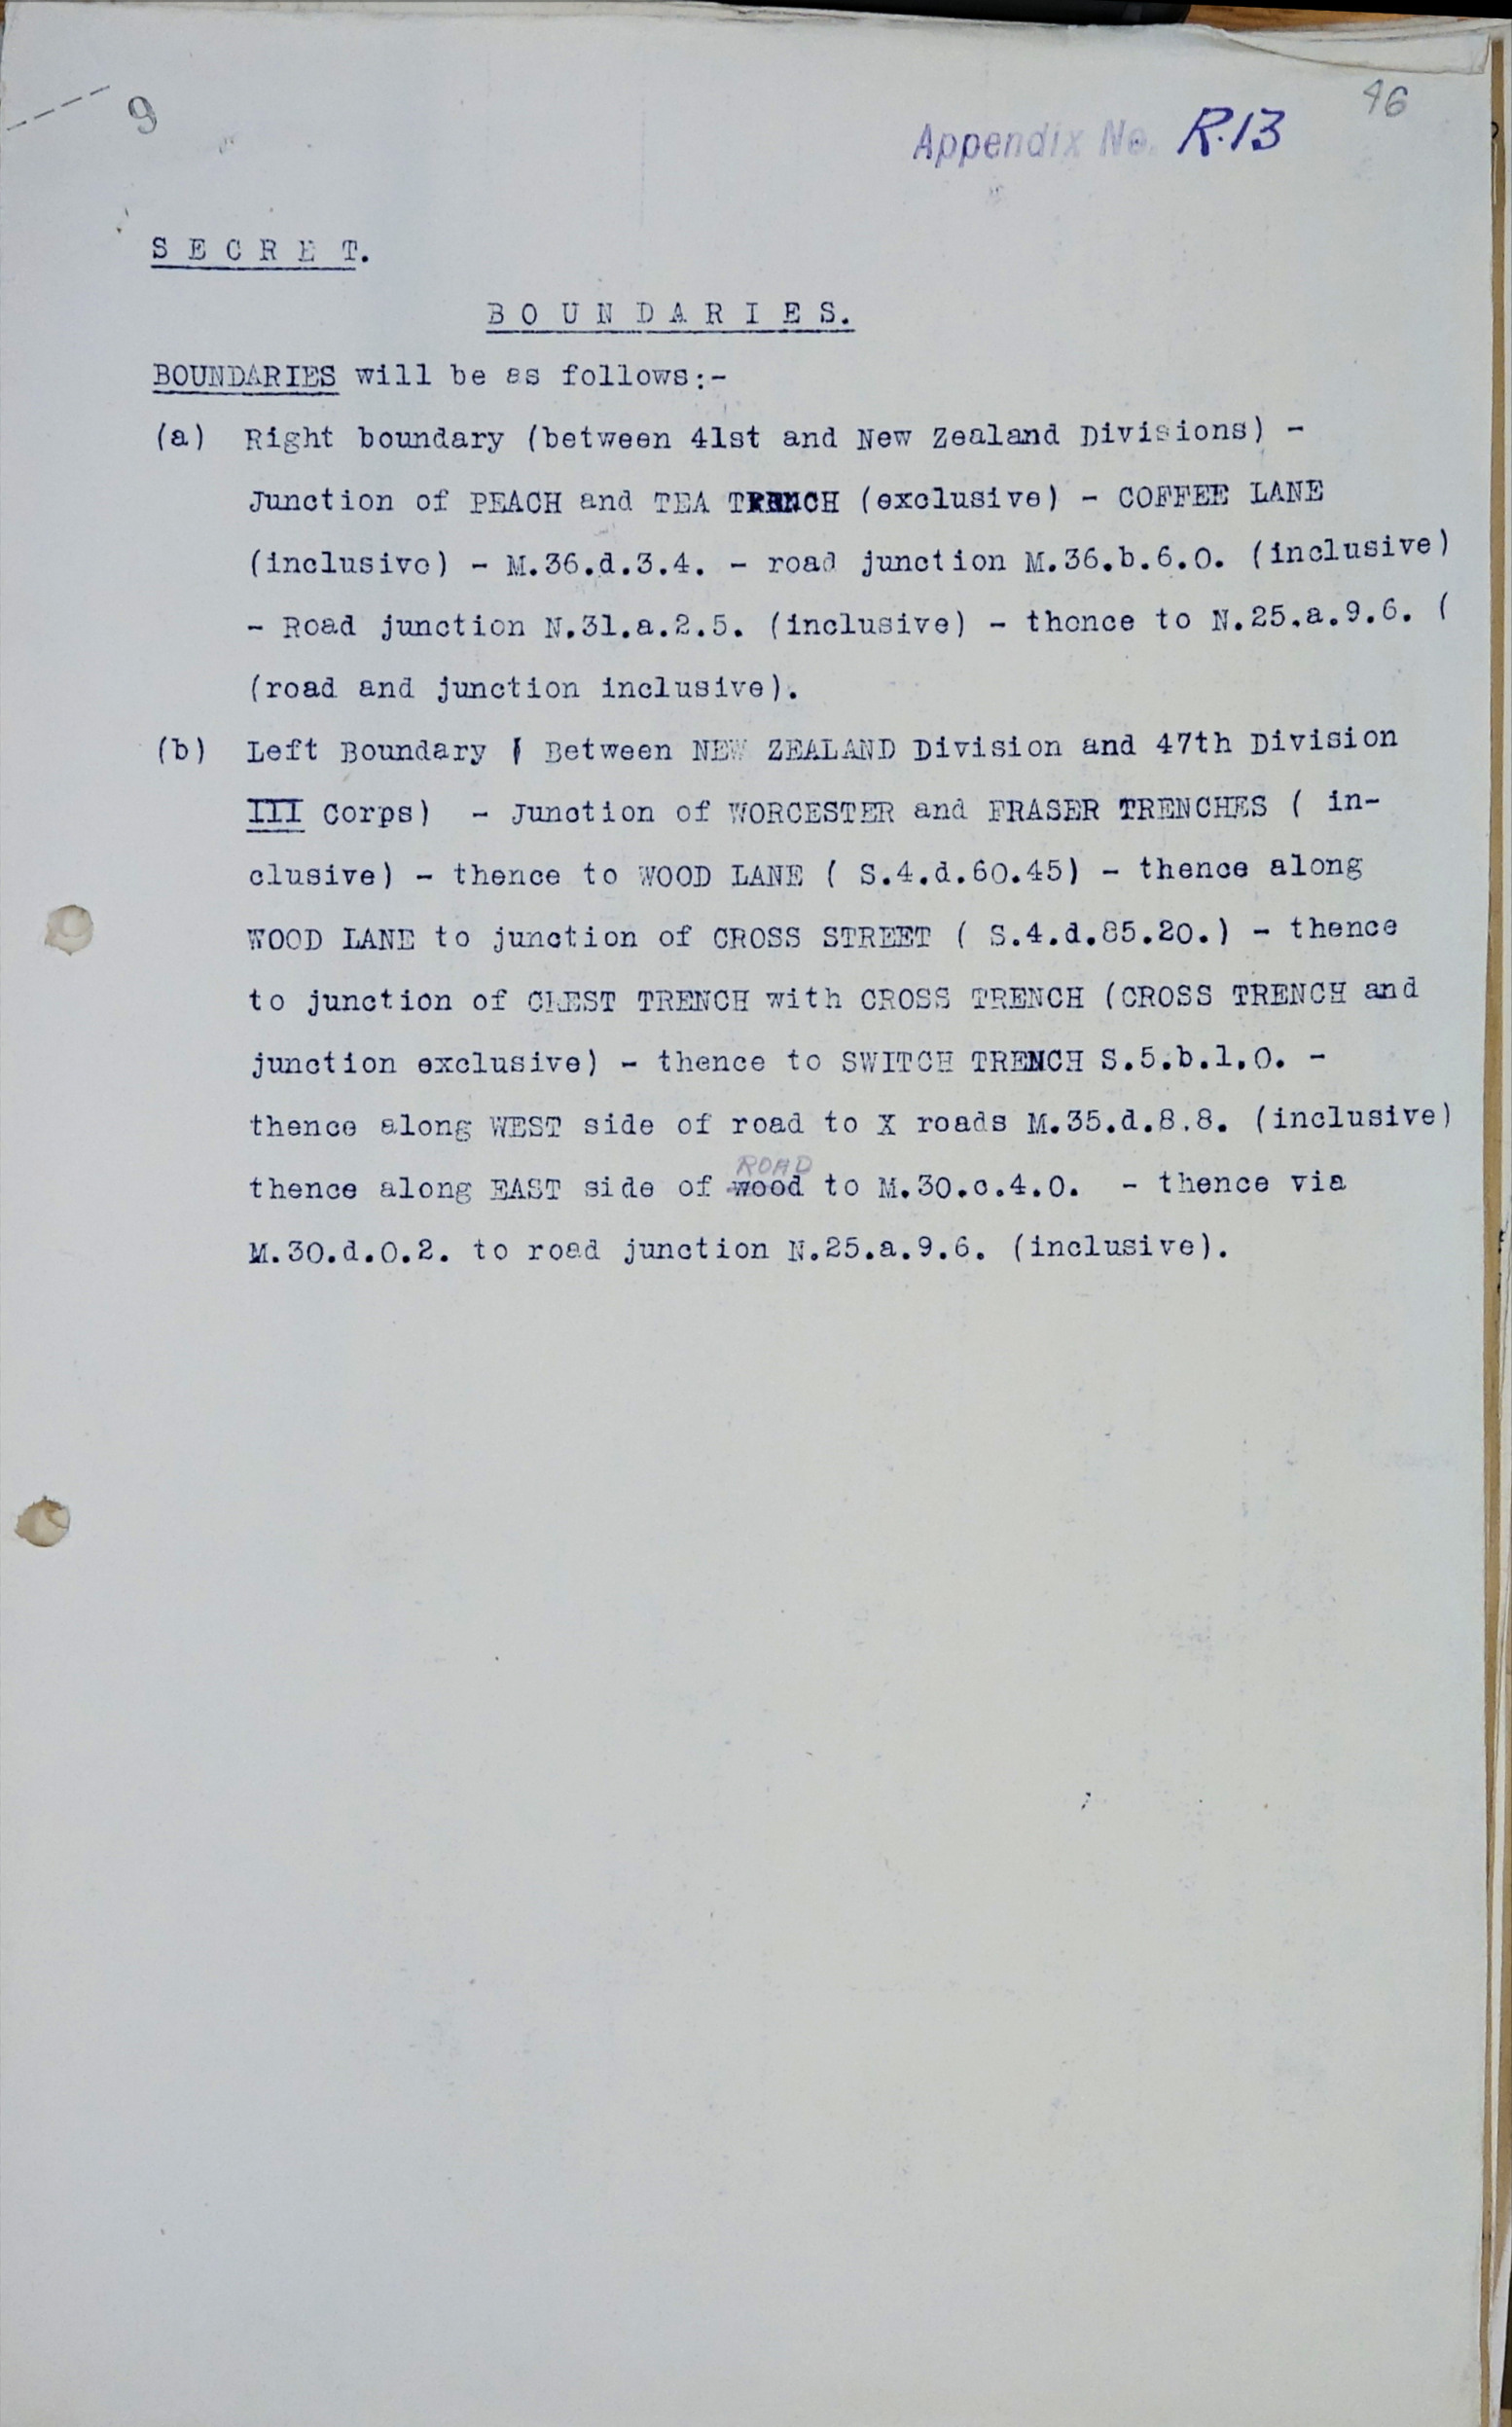 9
46
Appendix No. R.13
S E C R E T.
B O U N D A R I E S.
BOUNDARIES will be as follows:-
(a) Right boundary (between 41st and New Zealand Divisions) -
Junction of PEACH and TEA TRENCH (exclusive) - COFFEE LANE
(inclusive) - M.36.d.3.4. - road junction M.36.b.6.0. (inclusive)
- Road junction N.31.a.2.5. (inclusive) - thence to N.25.a.9.6. (
(road and junction inclusive).
(b) Left Boundary ( Between NEW ZEALAND Division and 47th Division
III Corps) - Junction of WORCESTER and FRASER TRENCHES ( in-
clusive) - thence to WOOD LANE ( S.4.d.60.45) - thence along
WOOD LANE to junction of CROSS STREET ( S.4.d.85.20.) - thence
to junction of CREST TRENCH with CROSS TRENCH (CROSS TRENCH and
junction exclusive) - thence to SWITCH TRENCH S.5.b.1.0. -
thence along WEST side of road to X roads M.35.d.8.8. (inclusive)
ROAD
thence along EAST side of wood to M.30.c.4.0. - thence via
M.30.d.0.2. to road junction N.25.a.9.6. (inclusive).